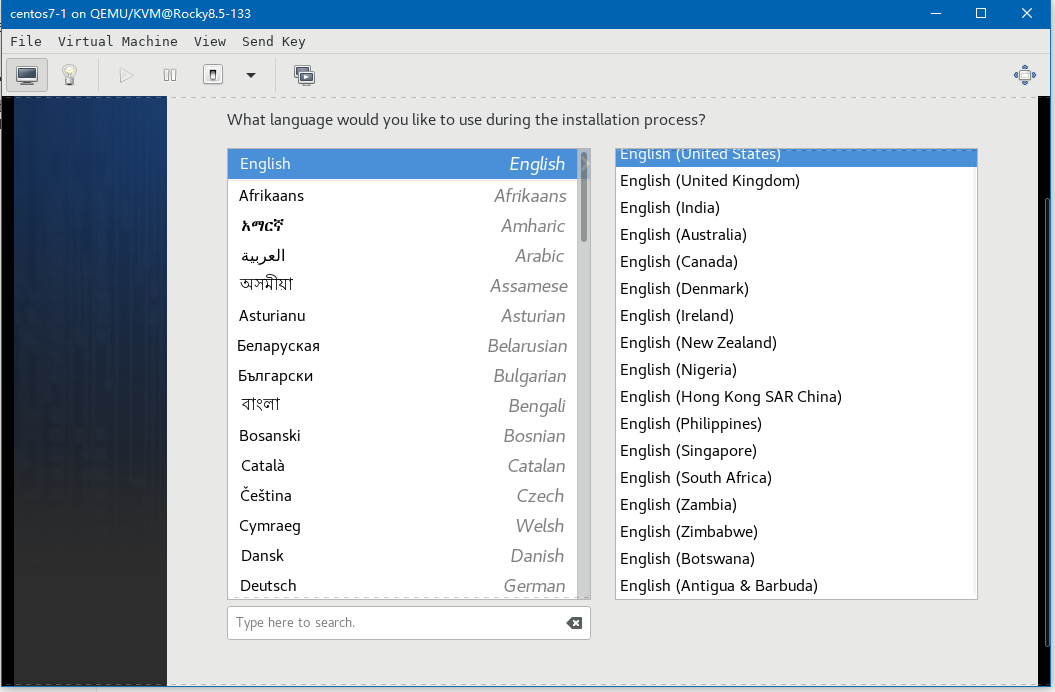 centos7-1 on QEMU/KVM@Rocky8.5-133
File Virtual Machine View Send Key
What language would you like to use during the installation process?
English English
Afrikaans Afrikaans
አማርኛ Amharic
العربية Arabic
অসমীয়া Assamese
Asturianu Asturian
Беларуская Belarusian
Български Bulgarian
বাংলা Bengali
Bosanski Bosnian
Català Catalan
Čeština Czech
Cymraeg Welsh
Dansk Danish
Deutsch German
Type here to search.
English (United States)
English (United Kingdom)
English (India)
English (Australia)
English (Canada)
English (Denmark)
English (Ireland)
English (New Zealand)
English (Nigeria)
English (Hong Kong SAR China)
English (Philippines)
English (Singapore)
English (South Africa)
English (Zambia)
English (Zimbabwe)
English (Botswana)
English (Antigua & Barbuda)